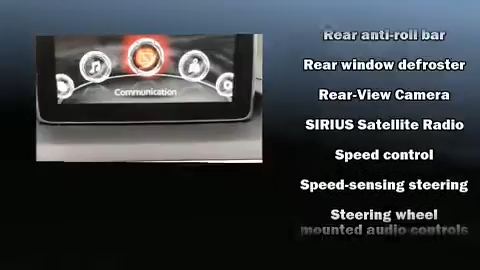 Communication
Rear anti-roll bar
Rear window defroster
Rear-View Camera
SIRIUS Satellite Radio
Speed control
Speed-sensing steering
Steering wheel
mounted audio controls